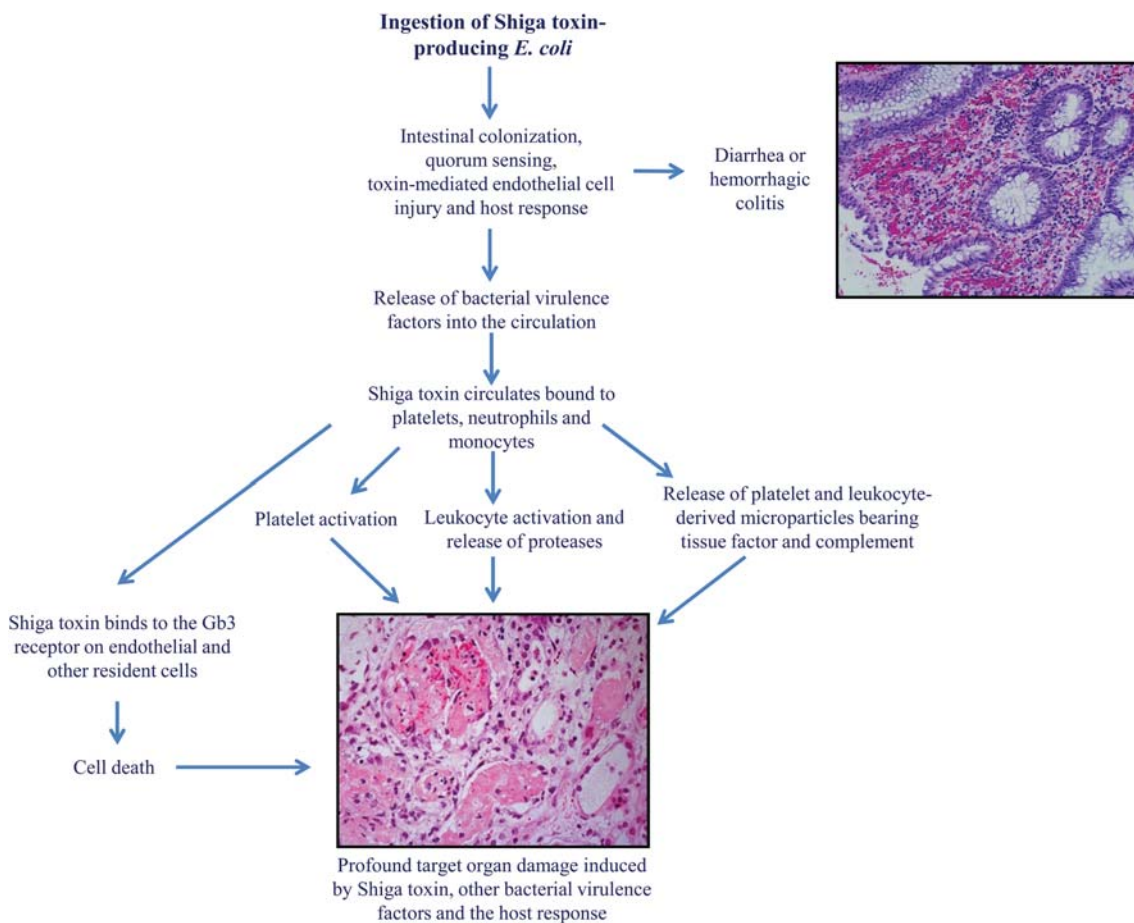 Ingestion of Shiga toxin-
producing E. coli
Intestinal colonization,
quorum sensing,
toxin-mediated endothelial cell
injury and host response
Diarrhea or
hemorrhagic
colitis
Release of bacterial virulence
factors into the circulation
Shiga toxin circulates bound to
platelets, neutrophils and
monocytes
Platelet activation
Leukocyte activation and
release of proteases
Release of platelet and leukocyte-
derived microparticles bearing
tissue factor and complement
Shiga toxin binds to the Gb3
receptor on endothelial and
other resident cells
Cell death
Profound target organ damage induced
by Shiga toxin, other bacterial virulence
factors and the host response